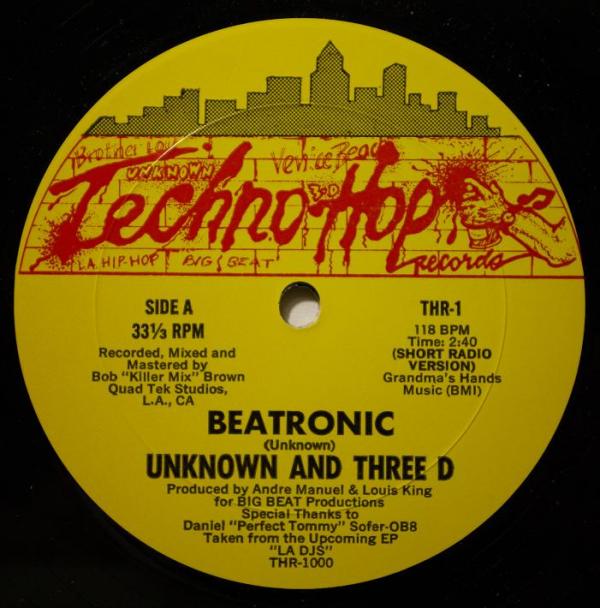 Brother Lou
UNKNOWN
Venice Beach
Techno-Hop
3-D
records
L.A. HIP-HOP
BIG BEAT
SIDE A
33⅓ RPM
Recorded, Mixed and
Mastered by
Bob "Killer Mix" Brown
Quad Tek Studios,
L.A., CA
THR-1
118 BPM
Time: 2:40
(SHORT RADIO
VERSION)
Grandma's Hands
Music (BMI)
BEATRONIC
(Unknown)
UNKNOWN AND THREE D
Produced by Andre Manuel & Louis King
for BIG BEAT Productions
Special Thanks to
Daniel "Perfect Tommy" Sofer-OB8
Taken from the Upcoming EP
"LA DJS"
THR-1000